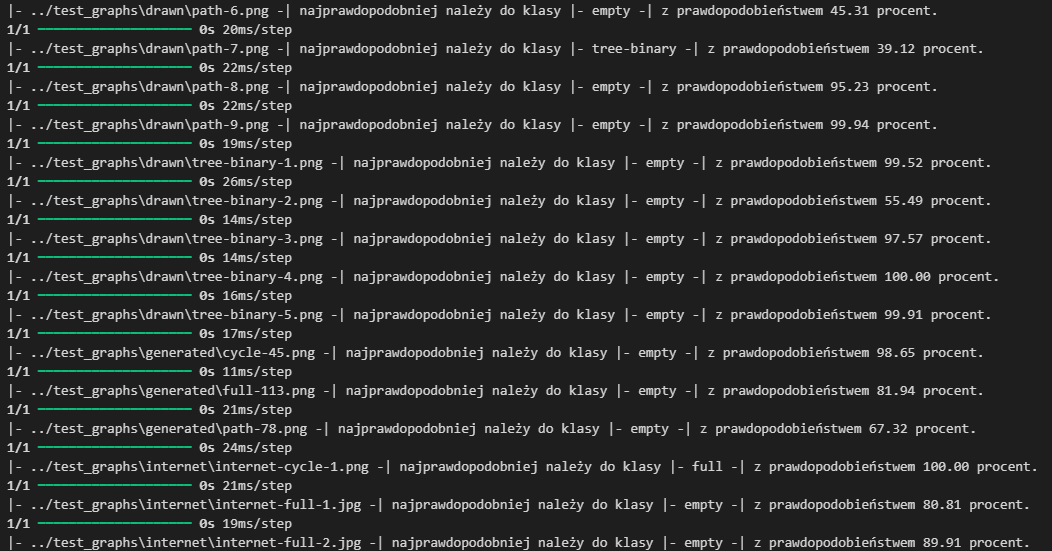 |- ../test_graphs\drawn\path-6.png -| najprawdopodobniej należy do klasy |- empty -| z prawdopodobieństwem 45.31 procent.
1/1 ━━━━━━━━━━━━━━━━━━━━ 0s 20ms/step
|- ../test_graphs\drawn\path-7.png -| najprawdopodobniej należy do klasy |- tree-binary -| z prawdopodobieństwem 39.12 procent.
1/1 ━━━━━━━━━━━━━━━━━━━━ 0s 22ms/step
|- ../test_graphs\drawn\path-8.png -| najprawdopodobniej należy do klasy |- empty -| z prawdopodobieństwem 95.23 procent.
1/1 ━━━━━━━━━━━━━━━━━━━━ 0s 22ms/step
|- ../test_graphs\drawn\path-9.png -| najprawdopodobniej należy do klasy |- empty -| z prawdopodobieństwem 99.94 procent.
1/1 ━━━━━━━━━━━━━━━━━━━━ 0s 19ms/step
|- ../test_graphs\drawn\tree-binary-1.png -| najprawdopodobniej należy do klasy |- empty -| z prawdopodobieństwem 99.52 procent.
1/1 ━━━━━━━━━━━━━━━━━━━━ 0s 26ms/step
|- ../test_graphs\drawn\tree-binary-2.png -| najprawdopodobniej należy do klasy |- empty -| z prawdopodobieństwem 55.49 procent.
1/1 ━━━━━━━━━━━━━━━━━━━━ 0s 14ms/step
|- ../test_graphs\drawn\tree-binary-3.png -| najprawdopodobniej należy do klasy |- empty -| z prawdopodobieństwem 97.57 procent.
1/1 ━━━━━━━━━━━━━━━━━━━━ 0s 14ms/step
|- ../test_graphs\drawn\tree-binary-4.png -| najprawdopodobniej należy do klasy |- empty -| z prawdopodobieństwem 100.00 procent.
1/1 ━━━━━━━━━━━━━━━━━━━━ 0s 16ms/step
|- ../test_graphs\drawn\tree-binary-5.png -| najprawdopodobniej należy do klasy |- empty -| z prawdopodobieństwem 99.91 procent.
1/1 ━━━━━━━━━━━━━━━━━━━━ 0s 17ms/step
|- ../test_graphs\generated\cycle-45.png -| najprawdopodobniej należy do klasy |- empty -| z prawdopodobieństwem 98.65 procent.
1/1 ━━━━━━━━━━━━━━━━━━━━ 0s 11ms/step
|- ../test_graphs\generated\full-113.png -| najprawdopodobniej należy do klasy |- empty -| z prawdopodobieństwem 81.94 procent.
1/1 ━━━━━━━━━━━━━━━━━━━━ 0s 21ms/step
|- ../test_graphs\generated\path-78.png -| najprawdopodobniej należy do klasy |- empty -| z prawdopodobieństwem 67.32 procent.
1/1 ━━━━━━━━━━━━━━━━━━━━ 0s 24ms/step
|- ../test_graphs\internet\internet-cycle-1.png -| najprawdopodobniej należy do klasy |- full -| z prawdopodobieństwem 100.00 procent.
1/1 ━━━━━━━━━━━━━━━━━━━━ 0s 21ms/step
|- ../test_graphs\internet\internet-full-1.jpg -| najprawdopodobniej należy do klasy |- empty -| z prawdopodobieństwem 80.81 procent.
1/1 ━━━━━━━━━━━━━━━━━━━━ 0s 19ms/step
|- ../test_graphs\internet\internet-full-2.jpg -| najprawdopodobniej należy do klasy |- empty -| z prawdopodobieństwem 89.91 procent.